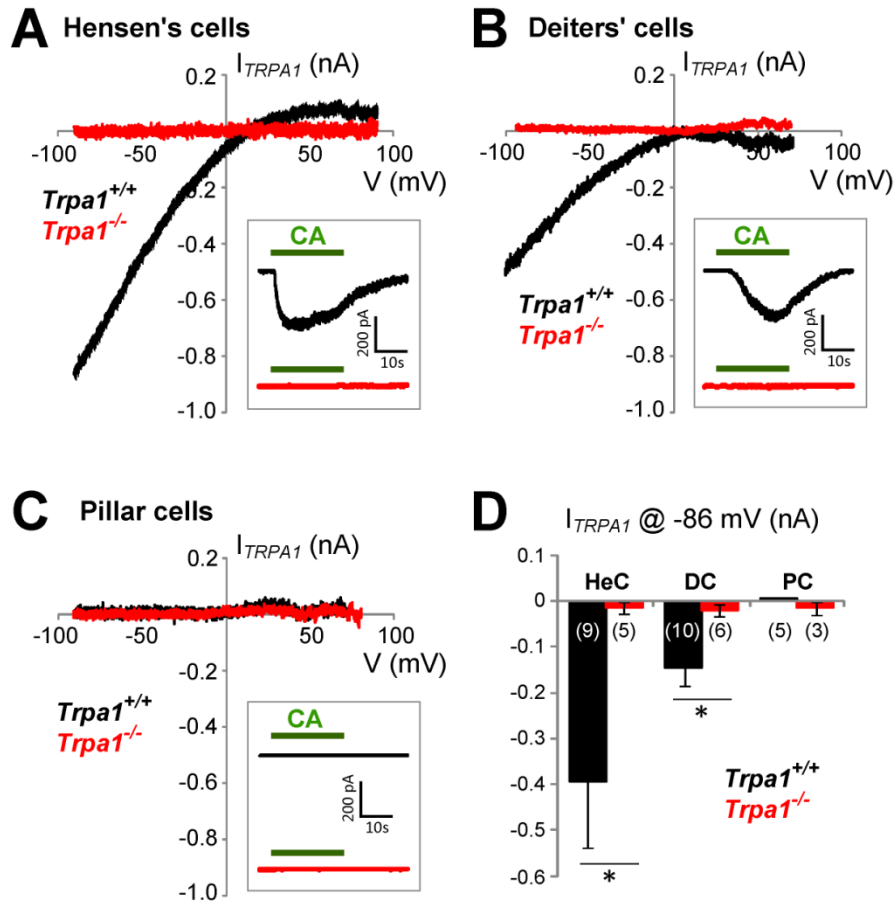 A Hensen's cells
I_TRPA1 (nA)
0.2
-100 -50 50 100
V (mV)
-0.2
-0.4
-0.6
-0.8
-1.0
Trpa1+/+
Trpa1-/-
CA
200 pA
10s
B Deiters' cells
I_TRPA1 (nA)
0.2
-100 -50 50 100
V (mV)
-0.2
-0.4
-0.6
-0.8
-1.0
Trpa1+/+
Trpa1-/-
CA
200 pA
10s
C Pillar cells
I_TRPA1 (nA)
0.2
-100 -50 50 100
V (mV)
-0.2
-0.4
-0.6
-0.8
-1.0
Trpa1+/+
Trpa1-/-
CA
200 pA
10s
D I_TRPA1 @ -86 mV (nA)
0.1
0
-0.1
-0.2
-0.3
-0.4
-0.5
-0.6
HeC DC PC
(9) (5) (10) (6) (5) (3)
*
*
Trpa1+/+
Trpa1-/-